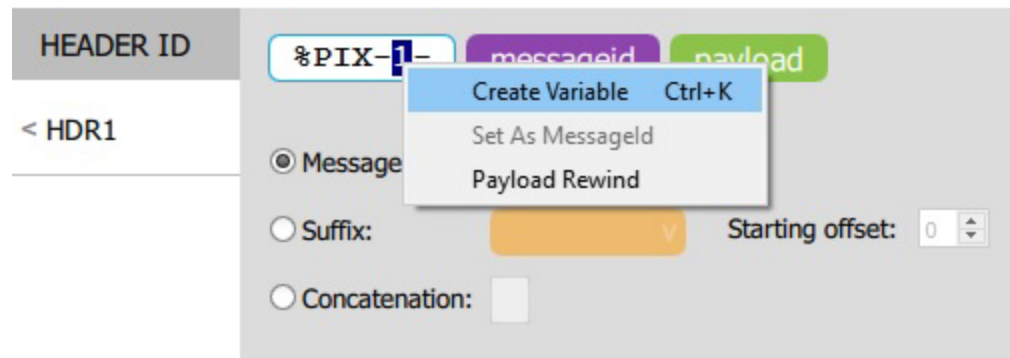 HEADER ID
%PIX-1- messageid payload
Create Variable Ctrl+K
< HDR1
Set As MessageId
Message
Payload Rewind
Suffix: v Starting offset: 0
Concatenation: